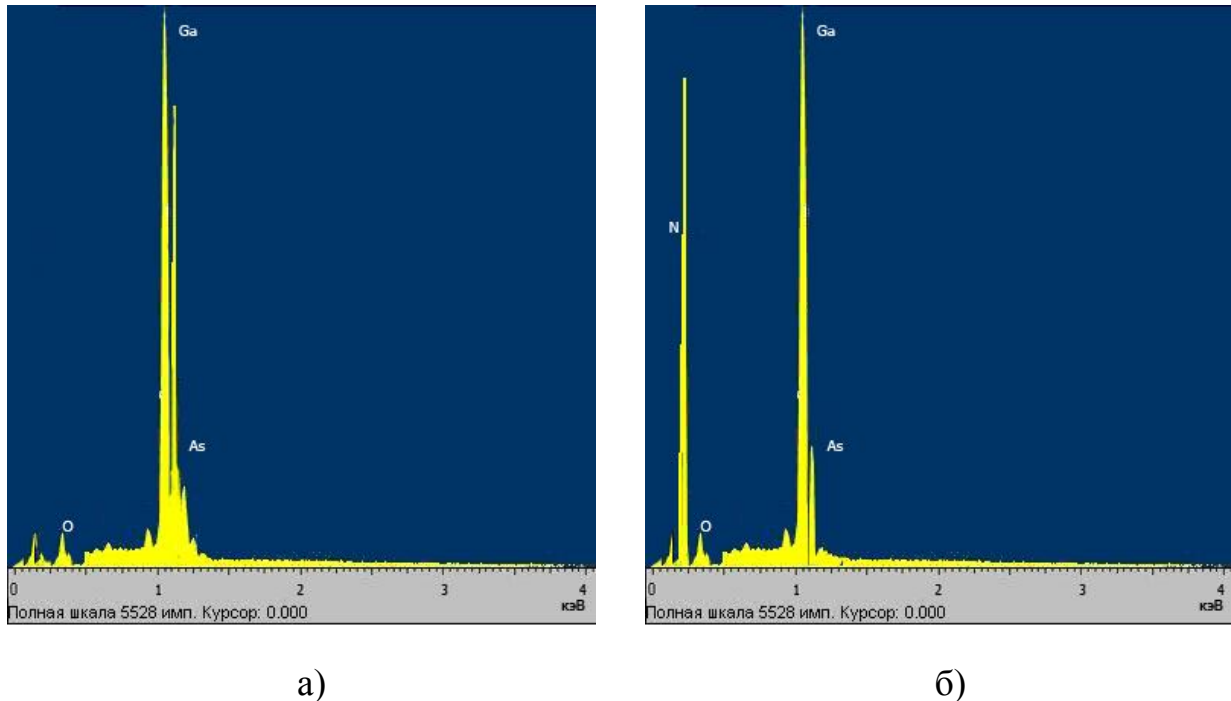 Ga
As
O
0 1 2 3 4
кэВ
Полная шкала 5528 имп. Курсор: 0.000
а)
Ga
N
As
O
0 1 2 3 4
кэВ
Полная шкала 5528 имп. Курсор: 0.000
б)